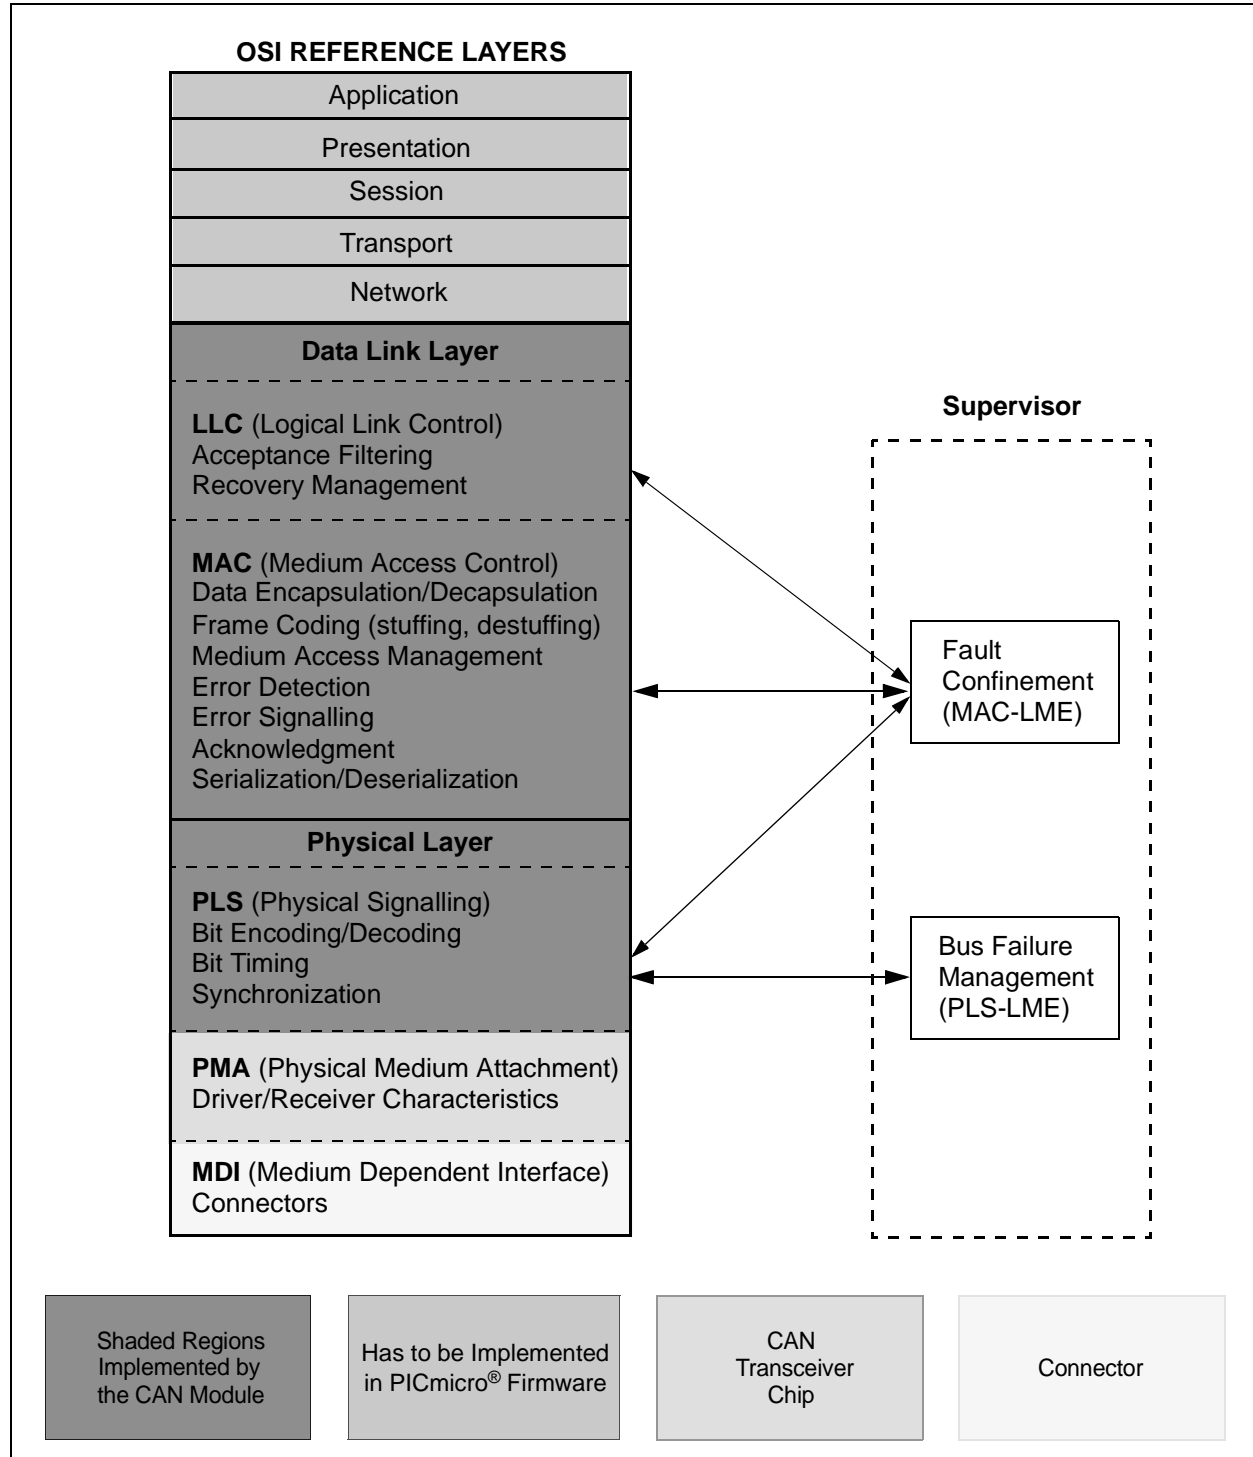 OSI REFERENCE LAYERS
Application
Presentation
Session
Transport
Network
Data Link Layer
LLC (Logical Link Control)
Acceptance Filtering
Recovery Management
MAC (Medium Access Control)
Data Encapsulation/Decapsulation
Frame Coding (stuffing, destuffing)
Medium Access Management
Error Detection
Error Signalling
Acknowledgment
Serialization/Deserialization
Physical Layer
PLS (Physical Signalling)
Bit Encoding/Decoding
Bit Timing
Synchronization
PMA (Physical Medium Attachment)
Driver/Receiver Characteristics
MDI (Medium Dependent Interface)
Connectors
Supervisor
Fault
Confinement
(MAC-LME)
Bus Failure
Management
(PLS-LME)
Shaded Regions
Implemented by
the CAN Module
Has to be Implemented
in PICmicro® Firmware
CAN
Transceiver
Chip
Connector